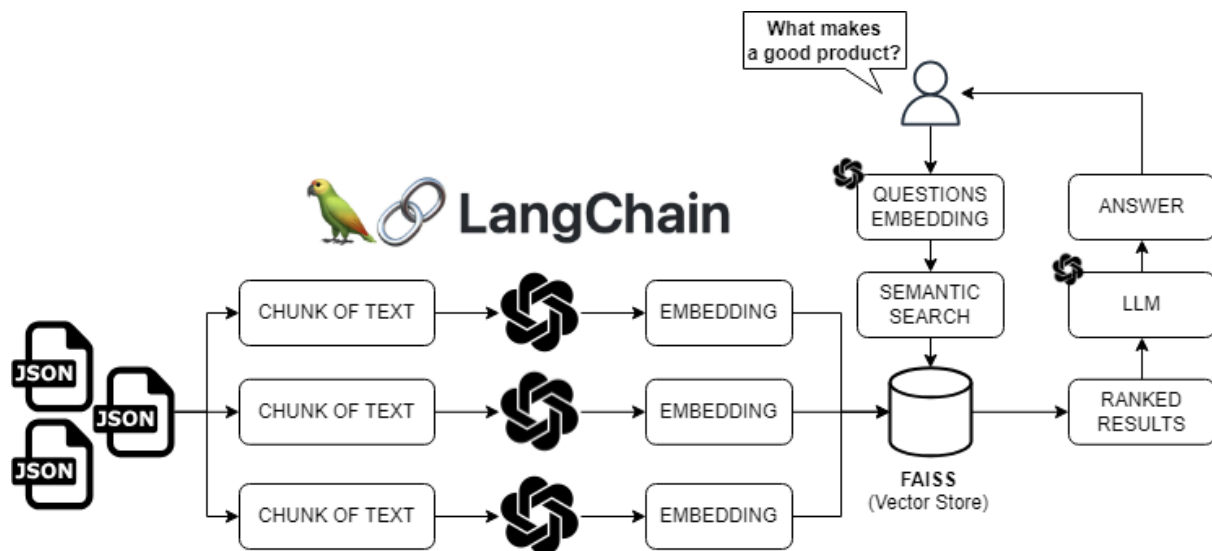 What makes
a good product?
LangChain
QUESTIONS
EMBEDDING
ANSWER
SEMANTIC
SEARCH
LLM
CHUNK OF TEXT
EMBEDDING
JSON
JSON
JSON
CHUNK OF TEXT
EMBEDDING
RANKED
RESULTS
FAISS
(Vector Store)
CHUNK OF TEXT
EMBEDDING